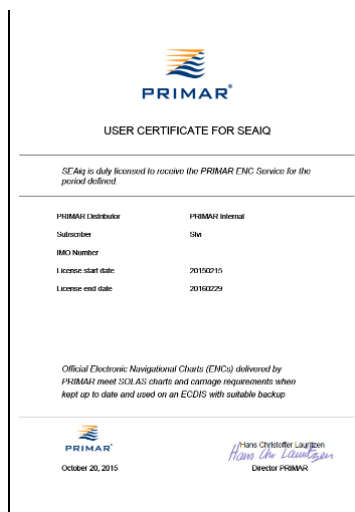 PRIMAR®
USER CERTIFICATE FOR SEAIQ
SEAiq is duly licensed to receive the PRIMAR ENC Service for the
period defined.
PRIMAR Distributor PRIMAR Internal
Subscriber Slvi
IMO Number
License start date 20150215
License end date 20160229
Official Electronic Navigational Charts (ENCs) delivered by
PRIMAR meet SOLAS charts and carriage requirements when
kept up to date and used on an ECDIS with suitable backup
PRIMAR®
October 20, 2015
Hans Christoffer Lauritzen
Hans Chr Lauritzen
Director PRIMAR